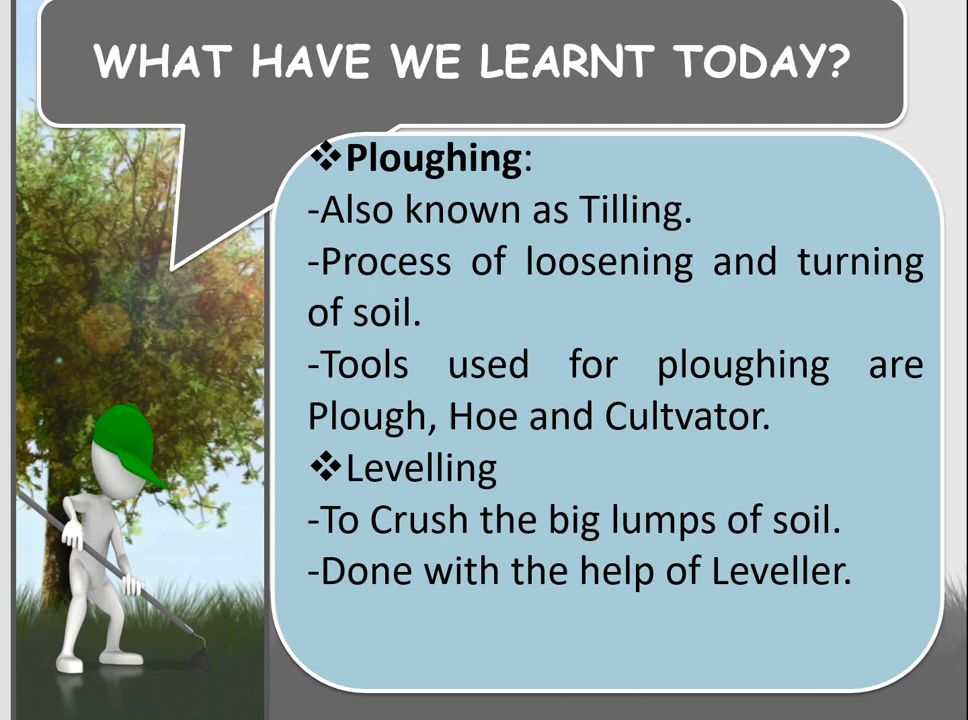 WHAT HAVE WE LEARNT TODAY?
❖Ploughing:
-Also known as Tilling.
-Process of loosening and turning
of soil.
-Tools used for ploughing are
Plough, Hoe and Cultvator.
❖Levelling
-To Crush the big lumps of soil.
-Done with the help of Leveller.